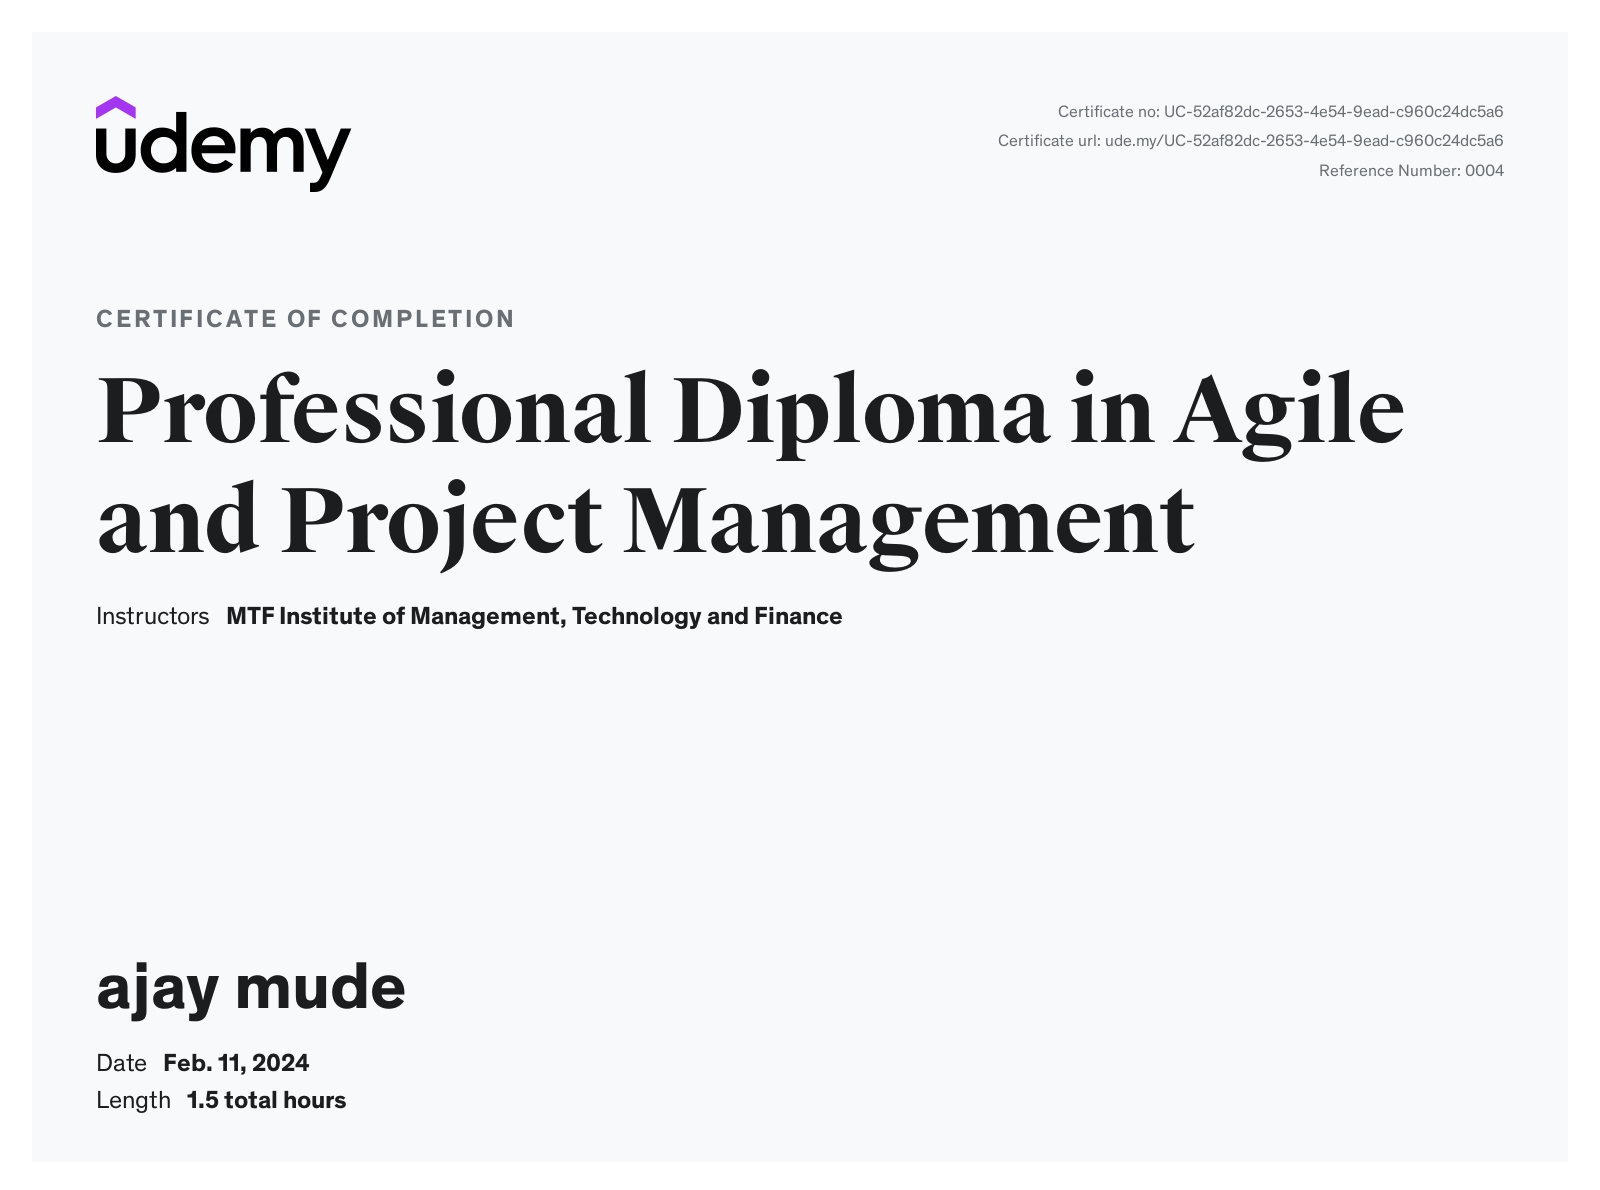 udemy
Certificate no: UC-52af82dc-2653-4e54-9ead-c960c24dc5a6
Certificate url: ude.my/UC-52af82dc-2653-4e54-9ead-c960c24dc5a6
Reference Number: 0004
CERTIFICATE OF COMPLETION
Professional Diploma in Agile
and Project Management
Instructors MTF Institute of Management, Technology and Finance
ajay mude
Date Feb. 11, 2024
Length 1.5 total hours